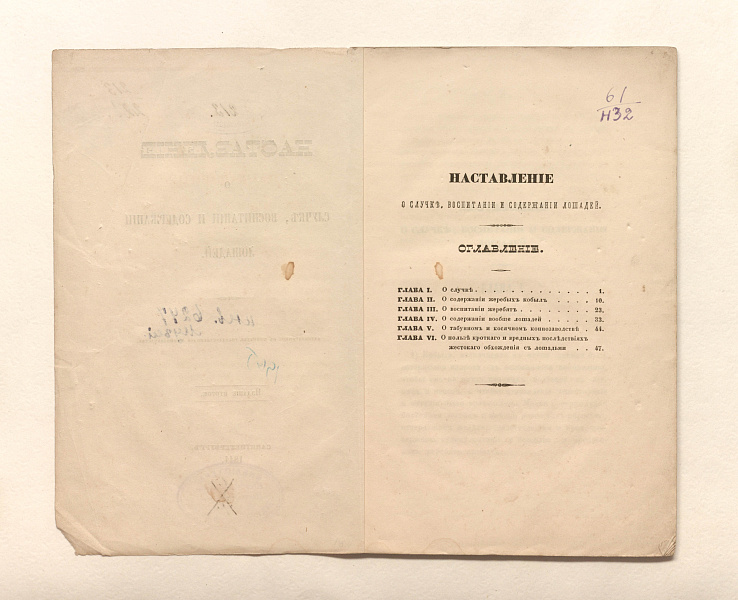 61
Н32
НАСТАВЛЕНІЕ
О СЛУЧКѢ, ВОСПИТАНІИ И СОДЕРЖАНІИ ЛОШАДЕЙ.
ОГЛАВЛЕНІЕ.
ГЛАВА I. О случкѣ . . . . . . . . . . . . . 1.
ГЛАВА II. О содержаніи жеребыхъ кобылъ . . . . . 10.
ГЛАВА III. О воспитаніи жеребятъ . . . . . . . . 23.
ГЛАВА IV. О содержаніи вообще лошадей . . . . . 33.
ГЛАВА V. О табунномъ и косячномъ коннозаводствѣ . 44.
ГЛАВА VI. О пользѣ кроткаго и вредныхъ послѣдствіяхъ
жестокаго обхожденія съ лошадьми . . 47.